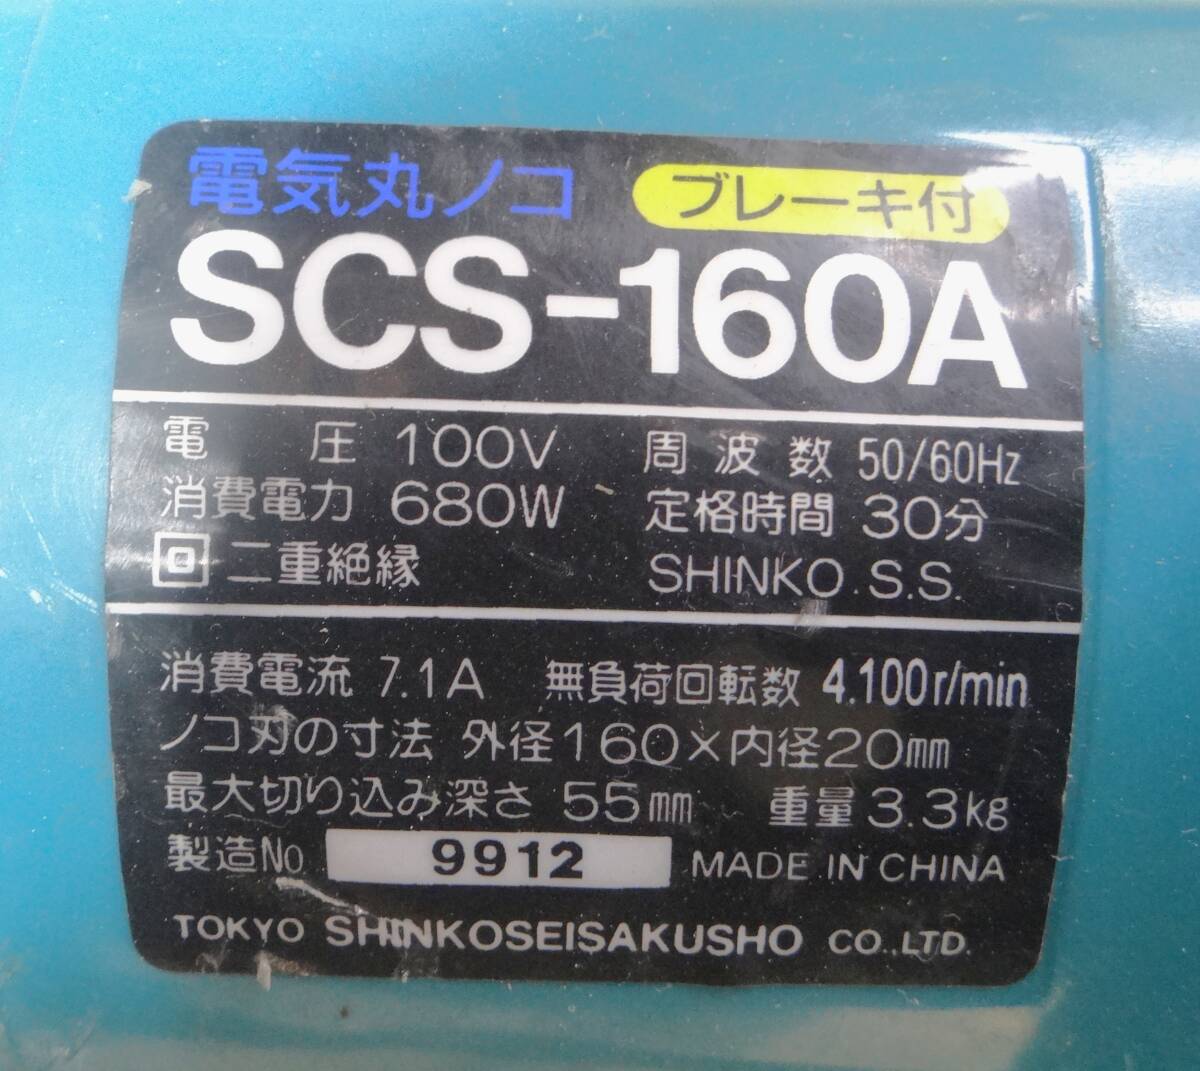 電気丸ノコ ブレーキ付
SCS-160A
電圧 100V 周波数 50/60Hz
消費電力 680W 定格時間 30分
回 二重絶縁 SHINKO S.S.
消費電流 7.1A 無負荷回転数 4.100r/min
ノコ刃の寸法 外径160×内径20mm
最大切り込み深さ 55mm 重量 3.3kg
製造No 9912 MADE IN CHINA
TOKYO SHINKOSEISAKUSHO CO.,LTD.